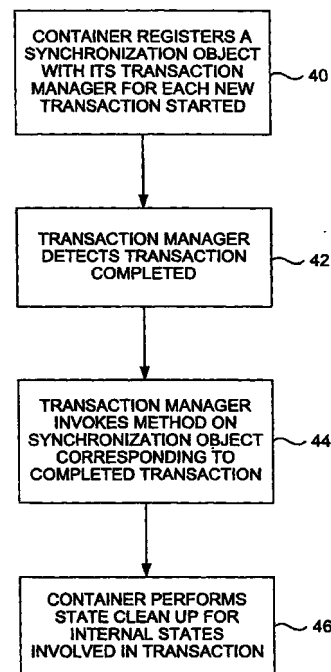 CONTAINER REGISTERS A
SYNCHRONIZATION OBJECT
WITH ITS TRANSACTION
MANAGER FOR EACH NEW
TRANSACTION STARTED
40
TRANSACTION MANAGER
DETECTS TRANSACTION
COMPLETED
42
TRANSACTION MANAGER
INVOKES METHOD ON
SYNCHRONIZATION OBJECT
CORRESPONDING TO
COMPLETED TRANSACTION
44
CONTAINER PERFORMS
STATE CLEAN UP FOR
INTERNAL STATES
INVOLVED IN TRANSACTION
46